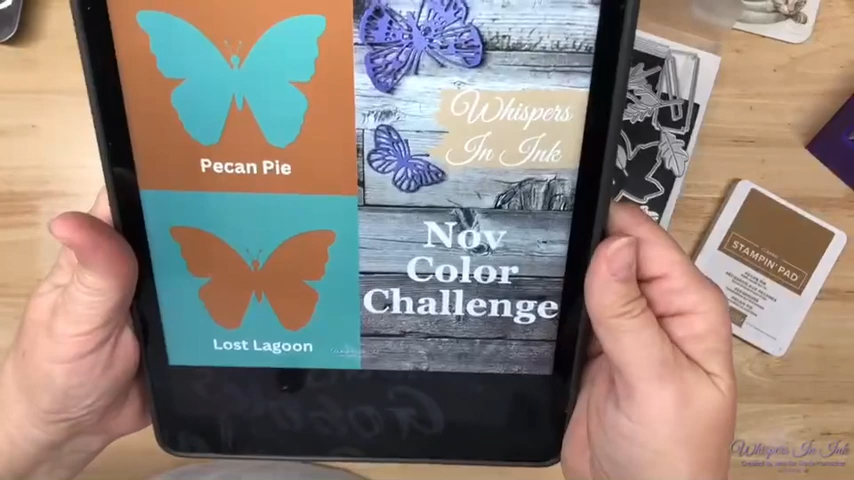 Pecan Pie
Lost Lagoon
Whispers
In Ink
Nov
Color
Challenge
STAMPIN' PAD
Whispers In Ink